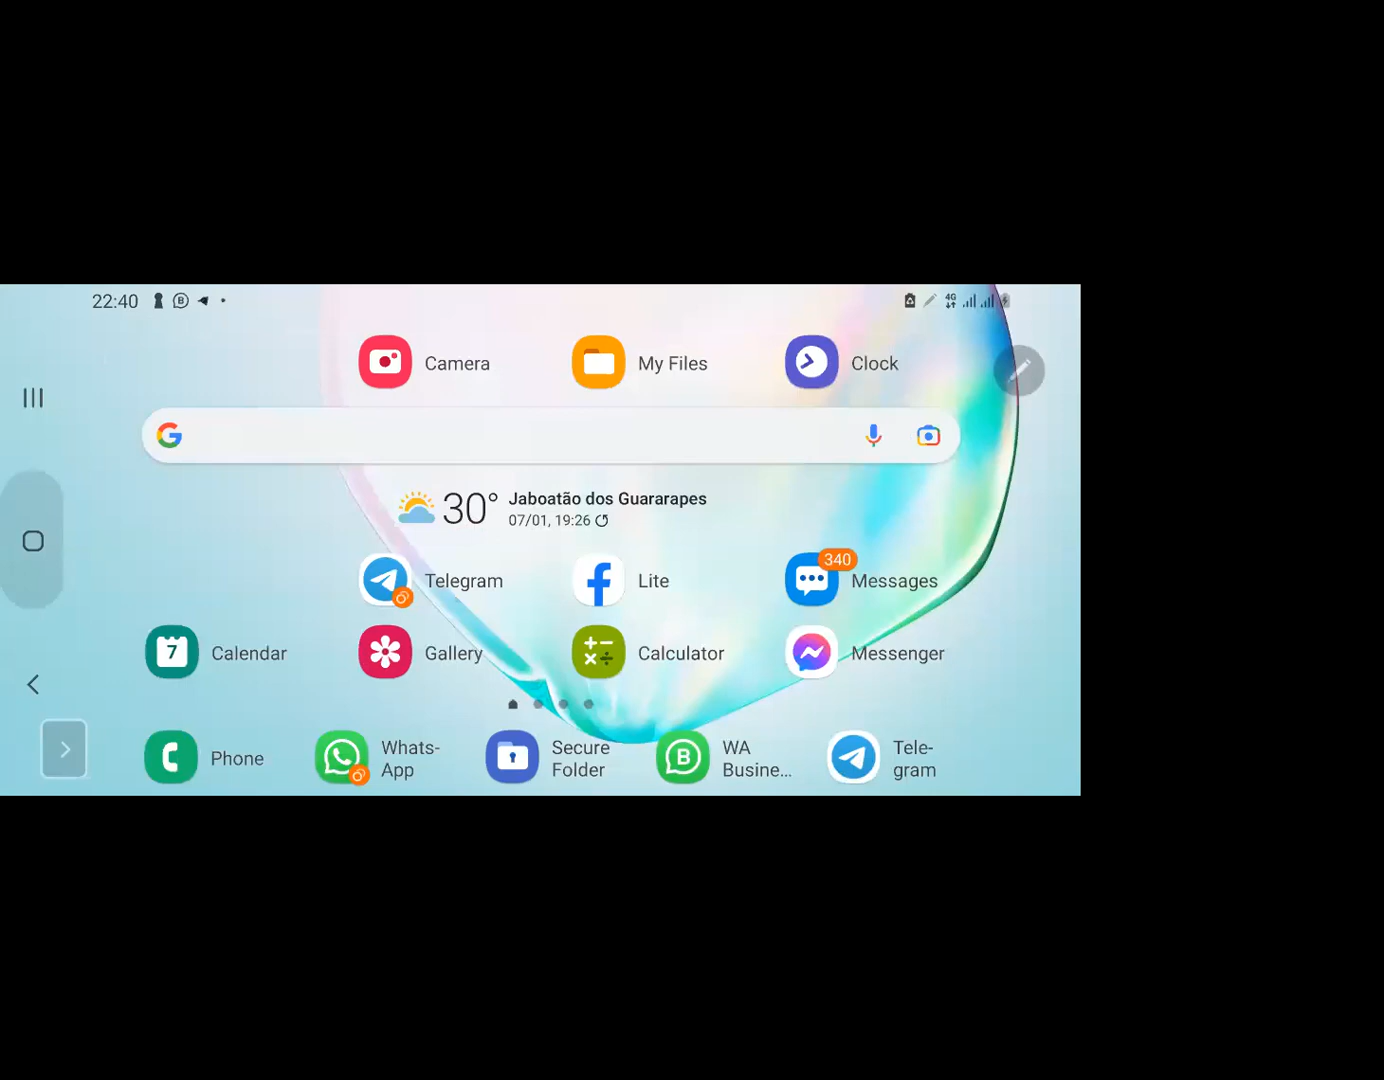 22:40
4G
Camera
My Files
Clock
30°
Jaboatão dos Guararapes
07/01, 19:26
340
Telegram
Lite
Messages
7
Calendar
Gallery
Calculator
Messenger
Phone
Whats-
App
Secure
Folder
B
WA
Busine...
Tele-
gram